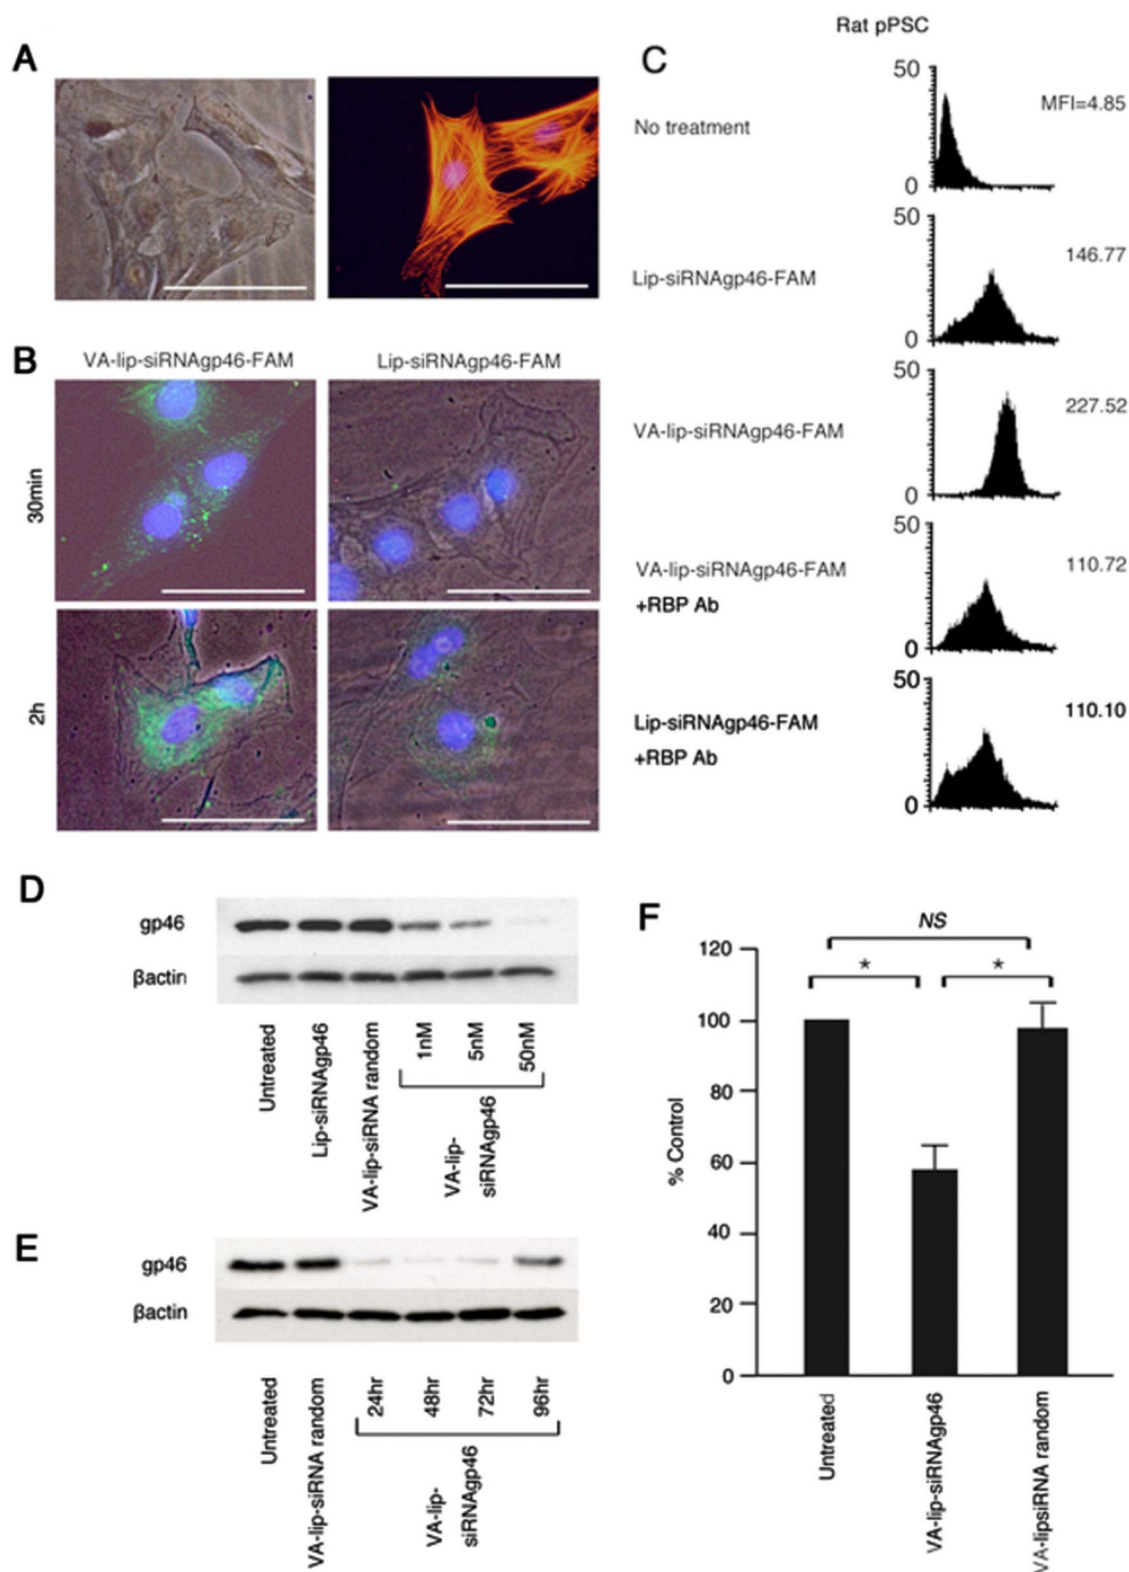 A
B
VA-lip-siRNAgp46-FAM
Lip-siRNAgp46-FAM
30min
2h
Rat pPSC
C
No treatment
50
0
MFI=4.85
Lip-siRNAgp46-FAM
50
0
146.77
VA-lip-siRNAgp46-FAM
50
0
227.52
VA-lip-siRNAgp46-FAM
+RBP Ab
50
0
110.72
Lip-siRNAgp46-FAM
+RBP Ab
50
0
110.10
D
gp46
βactin
Untreated
Lip-siRNAgp46
VA-lip-siRNA random
1nM
5nM
50nM
VA-lip-
siRNAgp46
E
gp46
βactin
Untreated
VA-lip-siRNA random
24hr
48hr
72hr
96hr
VA-lip-
siRNAgp46
F
NS
*
*
% Control
120
100
80
60
40
20
0
Untreated
VA-lip-siRNAgp46
VA-lipsiRNA random